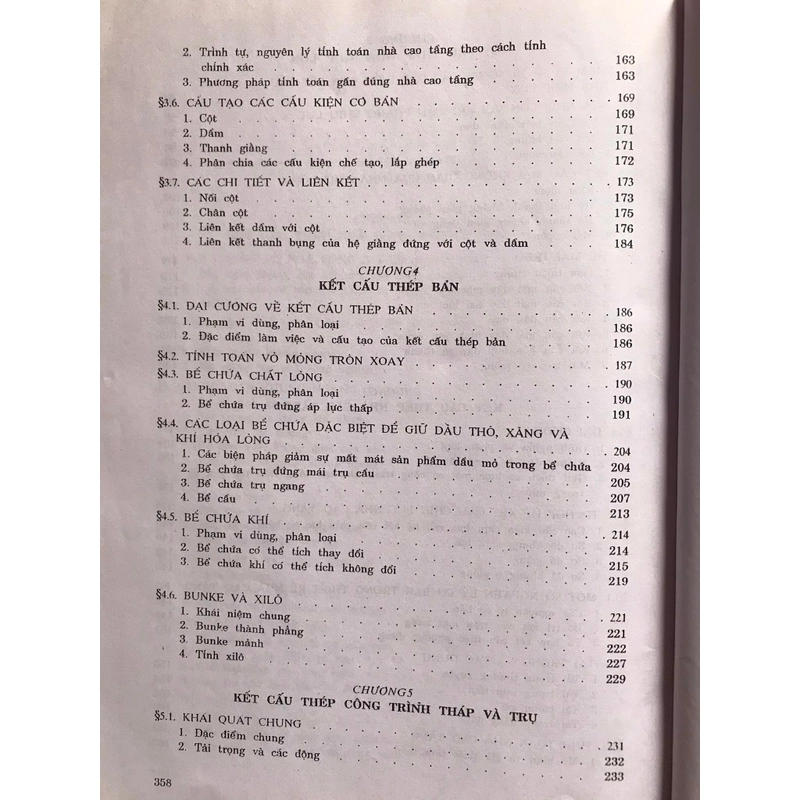 2. Trình tự, nguyên lý tính toán nhà cao tầng theo cách tính
chính xác 163
3. Phương pháp tính toán gần đúng nhà cao tầng 163
§3.6. CẤU TẠO CÁC CẤU KIỆN CƠ BẢN 169
1. Cột 169
2. Dầm 171
3. Thanh giằng 171
4. Phân chia các cấu kiện chế tạo, lắp ghép 172
§3.7. CÁC CHI TIẾT VÀ LIÊN KẾT 173
1. Nối cột 173
2. Chân cột 175
3. Liên kết dầm với cột 176
4. Liên kết thanh bụng của hệ giằng đứng với cột và dầm 184
CHƯƠNG4
KẾT CẤU THÉP BẢN
§4.1. ĐẠI CƯƠNG VỀ KẾT CẤU THÉP BẢN 186
1. Phạm vi dùng, phân loại 186
2. Đặc điểm làm việc và cấu tạo của kết cấu thép bản 186
§4.2. TÍNH TOÁN VỎ MỎNG TRÒN XOAY 187
§4.3. BỂ CHỨA CHẤT LỎNG 190
1. Phạm vi dùng, phân loại 190
2. Bể chứa trụ đứng áp lực thấp 191
§4.4. CÁC LOẠI BỂ CHỨA ĐẶC BIỆT ĐỂ GIỮ DẦU THÔ, XĂNG VÀ
KHÍ HÓA LỎNG 204
1. Các biện pháp giảm sự mất mát sản phẩm dầu mỏ trong bể chứa 204
2. Bể chứa trụ đứng mái trụ cầu 205
3. Bể chứa trụ ngang 207
4. Bể cầu 213
§4.5. BỂ CHỨA KHÍ 214
1. Phạm vi dùng, phân loại 214
2. Bể chứa có thể tích thay đổi 215
3. Bể chứa khí có thể tích không đổi 219
§4.6. BUNKE VÀ XILÔ 221
1. Khái niệm chung 221
2. Bunke thành phẳng 222
3. Bunke mảnh 227
4. Tính xilô 229
CHƯƠNG5
KẾT CẤU THÉP CÔNG TRÌNH THÁP VÀ TRỤ
§5.1. KHÁI QUÁT CHUNG 231
1. Đặc điểm chung 232
2. Tải trọng và các động 233
358